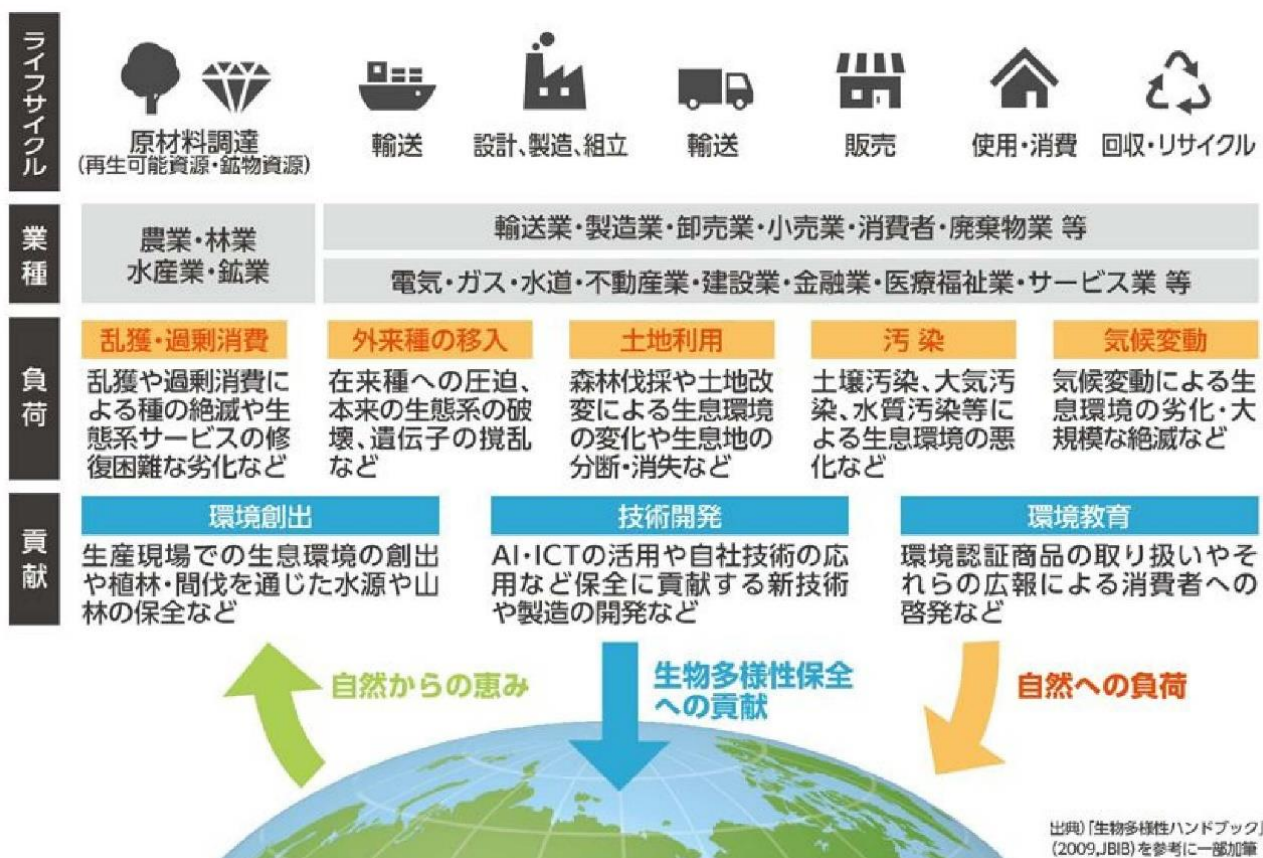 ライフサイクル
原材料調達
(再生可能資源・鉱物資源)
輸送
設計、製造、組立
輸送
販売
使用・消費
回収・リサイクル
業種
農業・林業
水産業・鉱業
輸送業・製造業・卸売業・小売業・消費者・廃棄物業 等
電気・ガス・水道・不動産業・建設業・金融業・医療福祉業・サービス業 等
負荷
乱獲・過剰消費
乱獲や過剰消費に
よる種の絶滅や生
態系サービスの修
復困難な劣化など
外来種の移入
在来種への圧迫、
本来の生態系の破
壊、遺伝子の撹乱
など
土地利用
森林伐採や土地改
変による生息環境
の変化や生息地の
分断・消失など
汚染
土壌汚染、大気汚
染、水質汚染等に
よる生息環境の悪
化など
気候変動
気候変動による生
息環境の劣化・大
規模な絶滅など
貢献
環境創出
生産現場での生息環境の創出
や植林・間伐を通じた水源や山
林の保全など
技術開発
AI・ICTの活用や自社技術の応
用など保全に貢献する新技術
や製造の開発など
環境教育
環境認証商品の取り扱いやそ
れらの広報による消費者への
啓発など
自然からの恵み
生物多様性保全
への貢献
自然への負荷
出典)「生物多様性ハンドブック」
(2009,JBIB)を参考に一部加筆